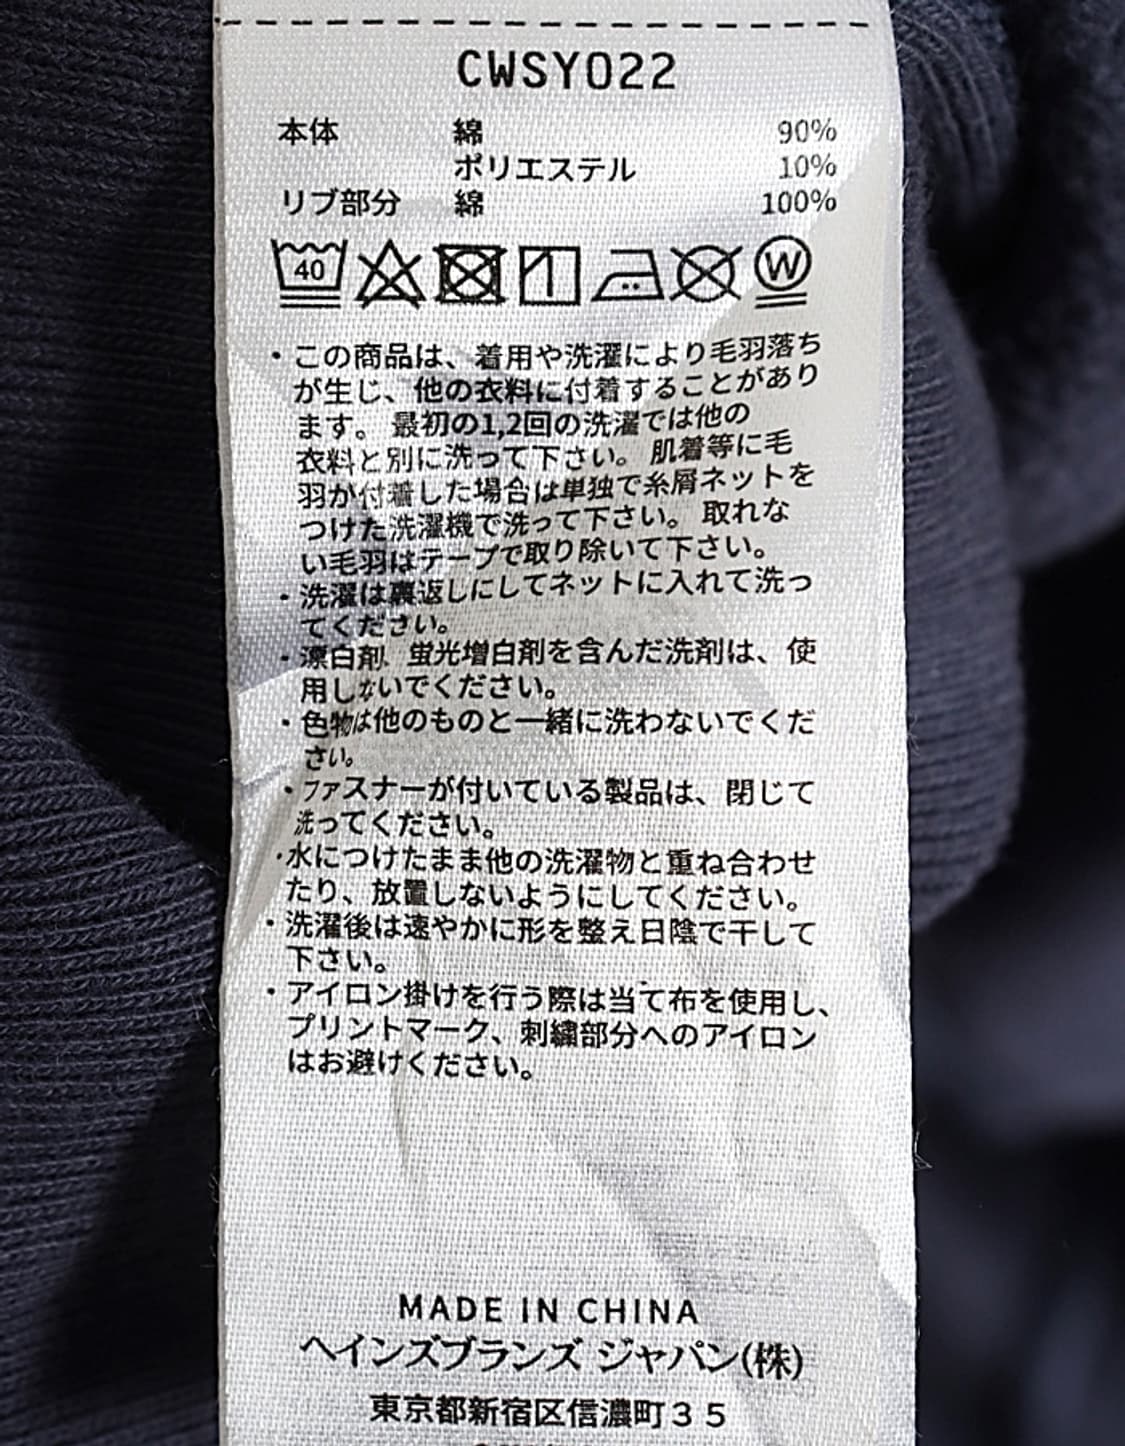 CWSY022
本体 綿 90%
ポリエステル 10%
リブ部分 綿 100%
40 W
・この商品は、着用や洗濯により毛羽落ち
が生じ、他の衣料に付着することがあり
ます。 最初の1,2回の洗濯では他の
衣料と別に洗って下さい。 肌着等に毛
羽が付着した場合は単独で糸屑ネットを
つけた洗濯機で洗って下さい。 取れな
い毛羽はテープで取り除いて下さい。
・洗濯は裏返しにしてネットに入れて洗っ
てください。
・漂白剤、蛍光増白剤を含んだ洗剤は、使
用しないでください。
・色物は他のものと一緒に洗わないでくだ
さい。
・ファスナーが付いている製品は、閉じて
洗ってください。
・水につけたまま他の洗濯物と重ね合わせ
たり、放置しないようにしてください。
・洗濯後は速やかに形を整え日陰で干して
下さい。
・アイロン掛けを行う際は当て布を使用し、
プリントマーク、刺繍部分へのアイロン
はお避けください。
MADE IN CHINA
ヘインズブランズ ジャパン(株)
東京都新宿区信濃町３５